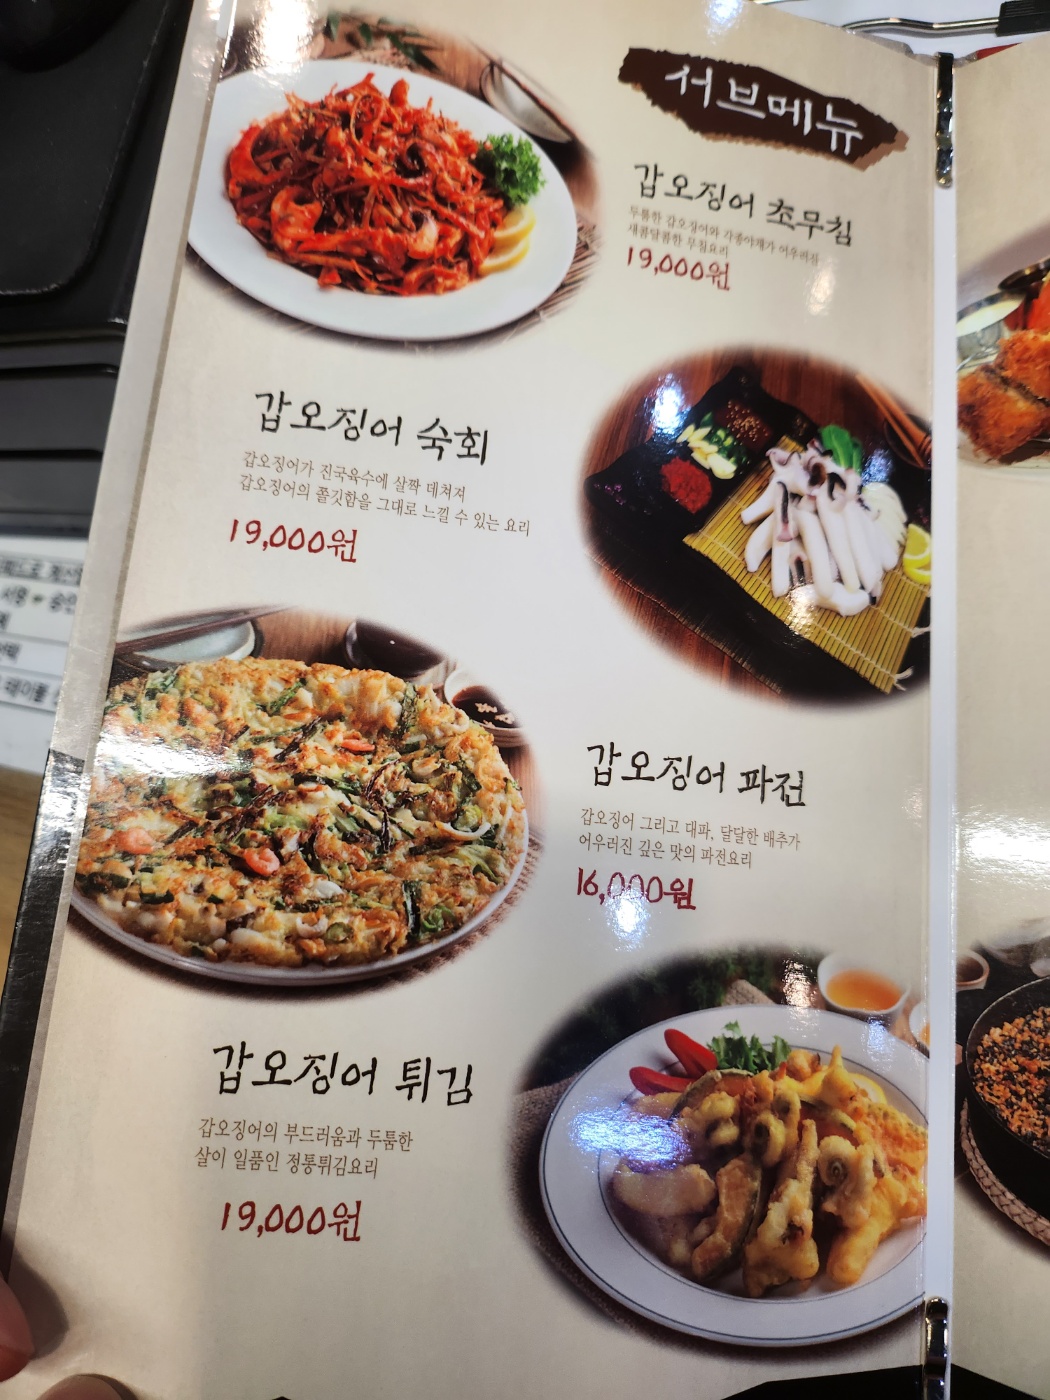 서브메뉴
갑오징어 초무침
두툼한 갑오징어와 각종야채가 어우러진
새콤달콤한 무침요리
19,000원
갑오징어 숙회
갑오징어가 진국육수에 살짝 데쳐져
갑오징어의 쫄깃함을 그대로 느낄 수 있는 요리
19,000원
갑오징어 파전
갑오징어 그리고 대파, 달달한 배추가
어우러진 깊은 맛의 파전요리
16,000원
갑오징어 튀김
갑오징어의 부드러움과 두툼한
살이 일품인 정통튀김요리
19,000원